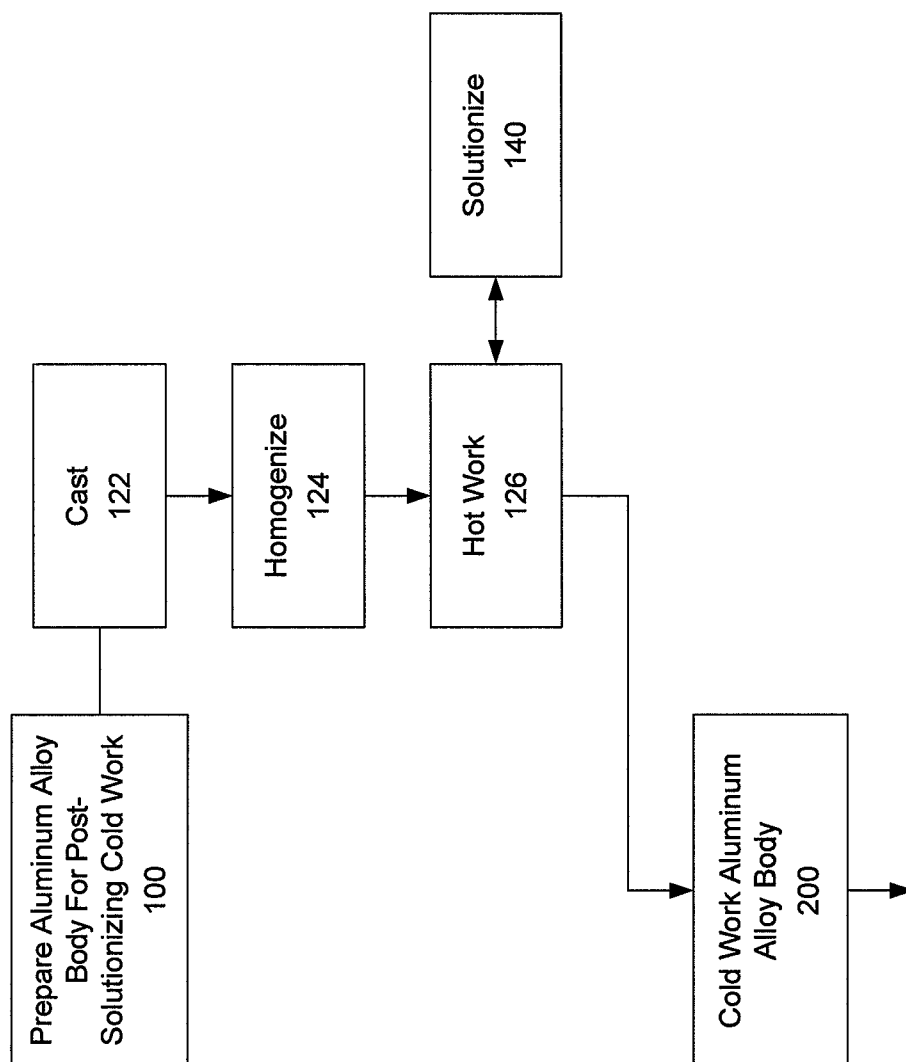 Prepare Aluminum Alloy
Body For Post-
Solutionizing Cold Work
100
Cast
122
Homogenize
124
Hot Work
126
Solutionize
140
Cold Work Aluminum
Alloy Body
200